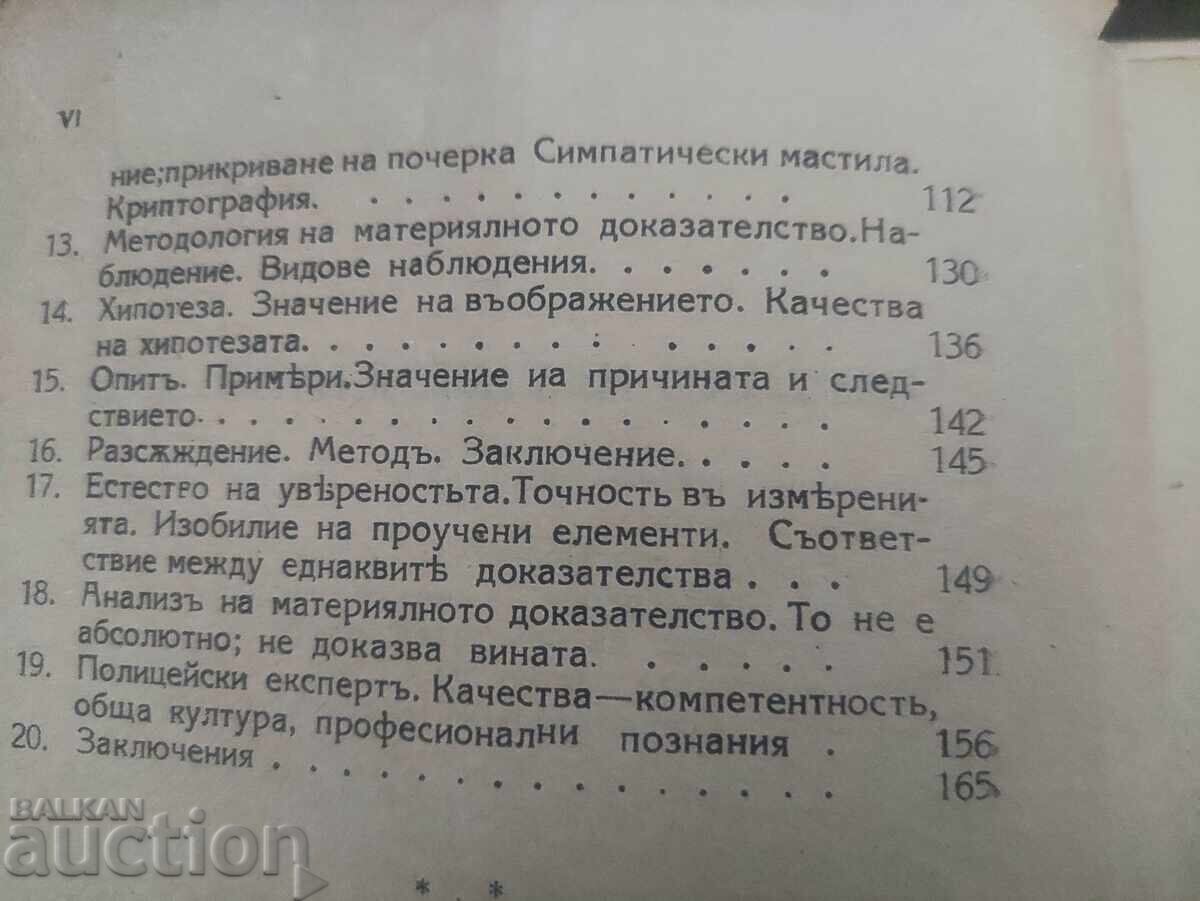 VI
ние;прикриване на почерка Симпатически мастила.
Криптография. . . . . . . . . . . . . 112
13. Методология на материялното доказателство.На-
блюдение. Видове наблюдения. . . . . . . 130
14. Хипотеза. Значение на въображението. Качества
на хипотезата. . . . . . . . . . . . . . 136
15. Опитъ. Примѣри.Значение иа причината и след-
ствието. . . . . . . . . . . . . . . . . 142
16. Разсѫждение. Методъ. Заключение. . . . . 145
17. Естество на увѣреностьта.Точность въ измѣрени-
ята. Изобилие на проучени елементи. Съответ-
ствие между еднаквитѣ доказателства . . . 149
18. Анализъ на материялното доказателство. То не е
абсолютно; не доказва вината. . . . . . 151
19. Полицейски експертъ. Качества—компетентность,
обща култура, професионални познания . 156
20. Заключения . . . . . . . . . . . . . . 165
BALKAN
auction
* *